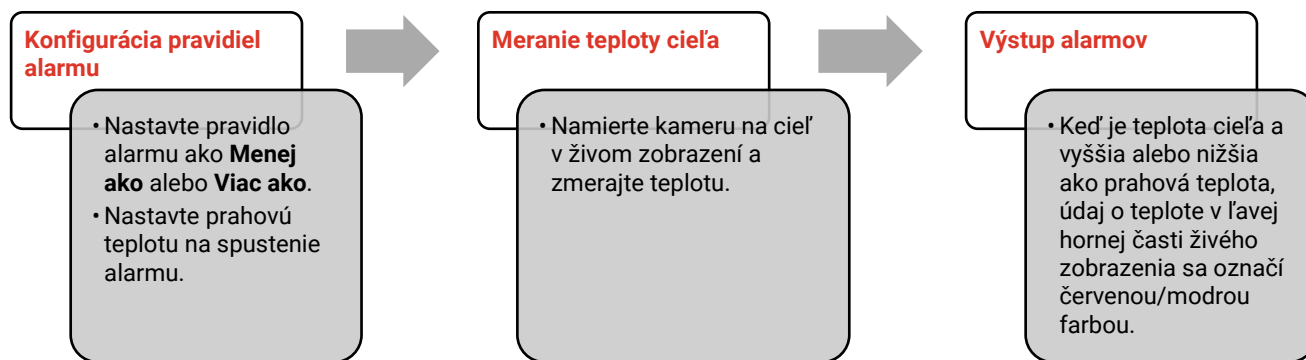 Konfigurácia pravidiel
alarmu
• Nastavte pravidlo
alarmu ako Menej
ako alebo Viac ako.
• Nastavte prahovú
teplotu na spustenie
alarmu.
Meranie teploty cieľa
• Namierte kameru na cieľ
v živom zobrazení a
zmerajte teplotu.
Výstup alarmov
• Keď je teplota cieľa a
vyššia alebo nižšia
ako prahová teplota,
údaj o teplote v ľavej
hornej časti živého
zobrazenia sa označí
červenou/modrou
farbou.